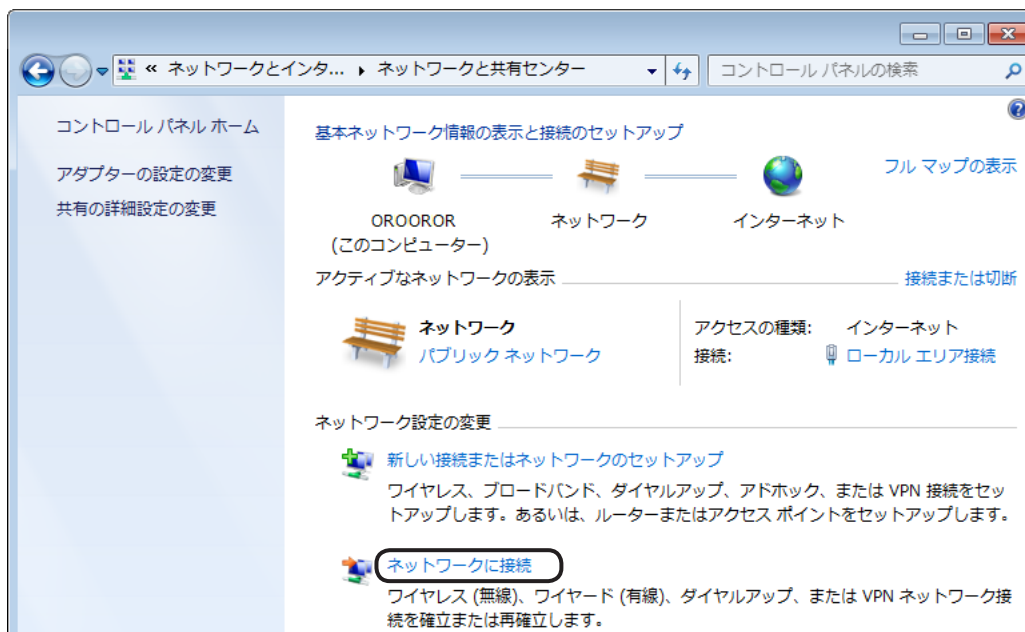 « ネットワークとインタ... ▸ ネットワークと共有センター
コントロール パネルの検索
コントロール パネル ホーム
アダプターの設定の変更
共有の詳細設定の変更
基本ネットワーク情報の表示と接続のセットアップ
フル マップの表示
OROOROR
(このコンピューター)
ネットワーク
インターネット
アクティブなネットワークの表示
接続または切断
ネットワーク
パブリック ネットワーク
アクセスの種類: インターネット
接続: ローカル エリア接続
ネットワーク設定の変更
新しい接続またはネットワークのセットアップ
ワイヤレス、ブロードバンド、ダイヤルアップ、アドホック、または VPN 接続をセッ
トアップします。あるいは、ルーターまたはアクセス ポイントをセットアップします。
ネットワークに接続
ワイヤレス (無線)、ワイヤード (有線)、ダイヤルアップ、または VPN ネットワーク接
続を確立または再確立します。